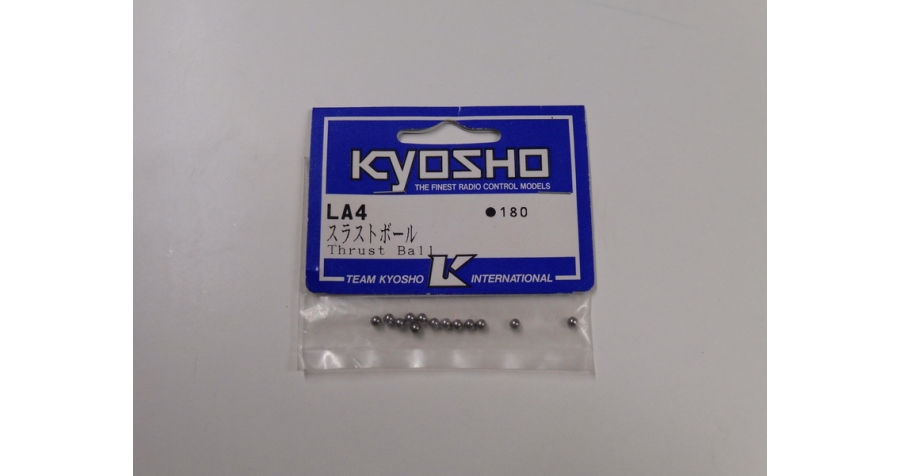 KYOSHO
THE FINEST RADIO CONTROL MODELS
LA4 ●180
スラストボール
Thrust Ball
TEAM KYOSHO K INTERNATIONAL